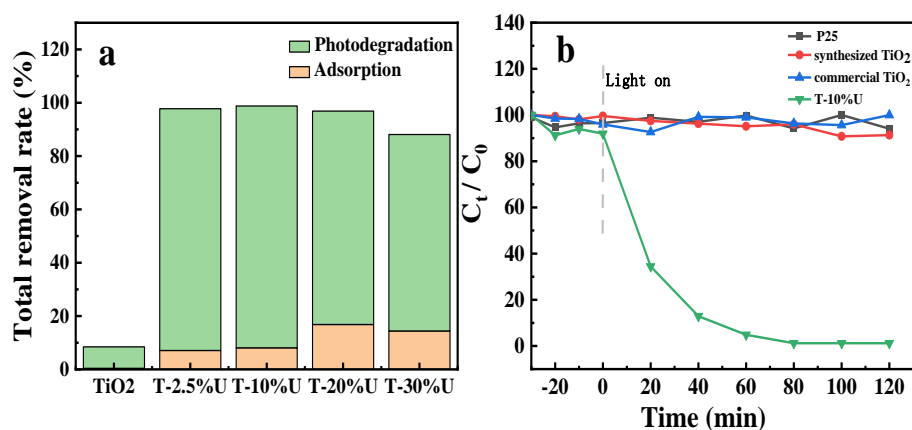 a
Photodegradation
Adsorption
Total removal rate (%)
120
100
80
60
40
20
0
TiO2 T-2.5%U T-10%U T-20%U T-30%U
b
P25
synthesized TiO₂
commercial TiO₂
T-10%U
Light on
Cₜ / C₀
140
120
100
80
60
40
20
0
-20 0 20 40 60 80 100 120
Time (min)